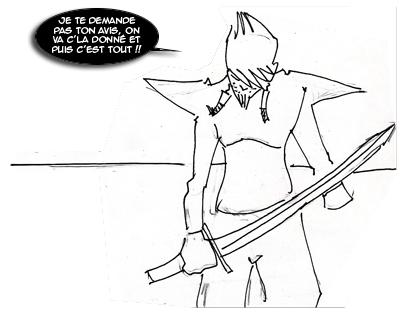 JE TE DEMANDE
PAS TON AVIS, ON
VA C'LA DONNÉ ET
PUIS C'EST TOUT !!